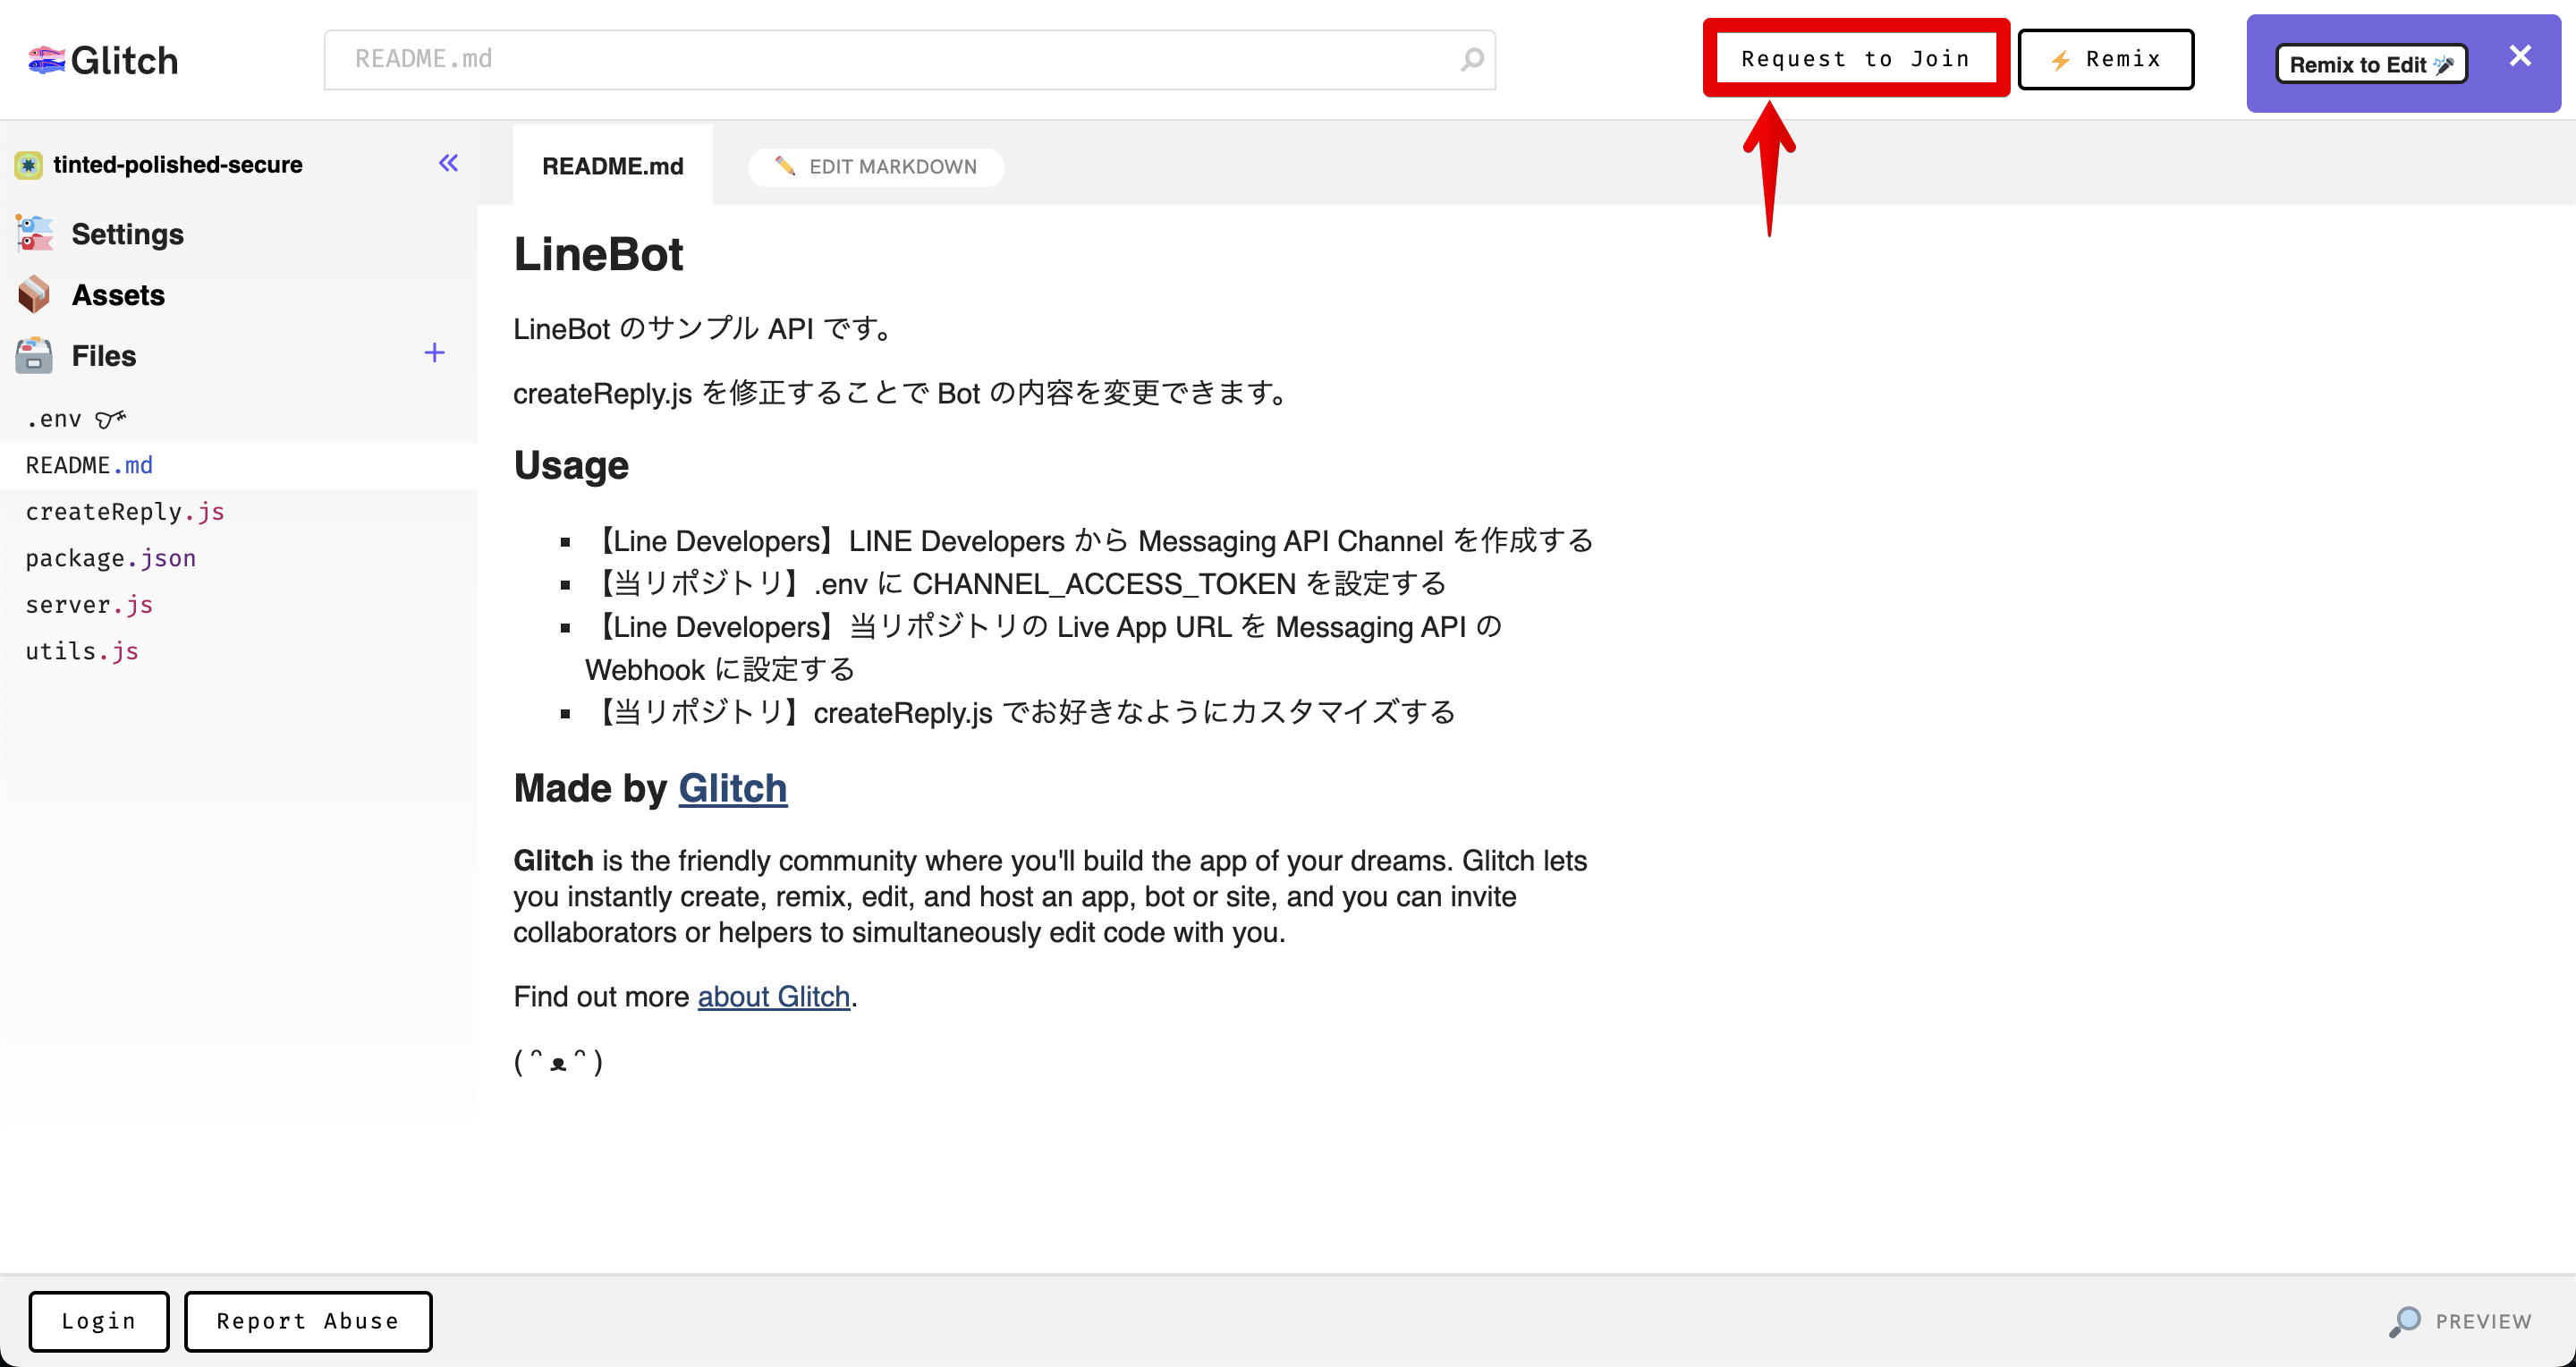 Glitch
README.md
Request to Join
⚡ Remix
Remix to Edit 🎤
tinted-polished-secure
Settings
Assets
Files
.env
README.md
createReply.js
package.json
server.js
utils.js
README.md
✏️ EDIT MARKDOWN
LineBot
LineBot のサンプル API です。
createReply.js を修正することで Bot の内容を変更できます。
Usage
▪ 【Line Developers】LINE Developers から Messaging API Channel を作成する
▪ 【当リポジトリ】.env に CHANNEL_ACCESS_TOKEN を設定する
▪ 【Line Developers】当リポジトリの Live App URL を Messaging API の
Webhook に設定する
▪ 【当リポジトリ】createReply.js でお好きなようにカスタマイズする
Made by Glitch
Glitch is the friendly community where you'll build the app of your dreams. Glitch lets
you instantly create, remix, edit, and host an app, bot or site, and you can invite
collaborators or helpers to simultaneously edit code with you.
Find out more about Glitch.
( ᵔ ᴥ ᵔ )
Login
Report Abuse
PREVIEW